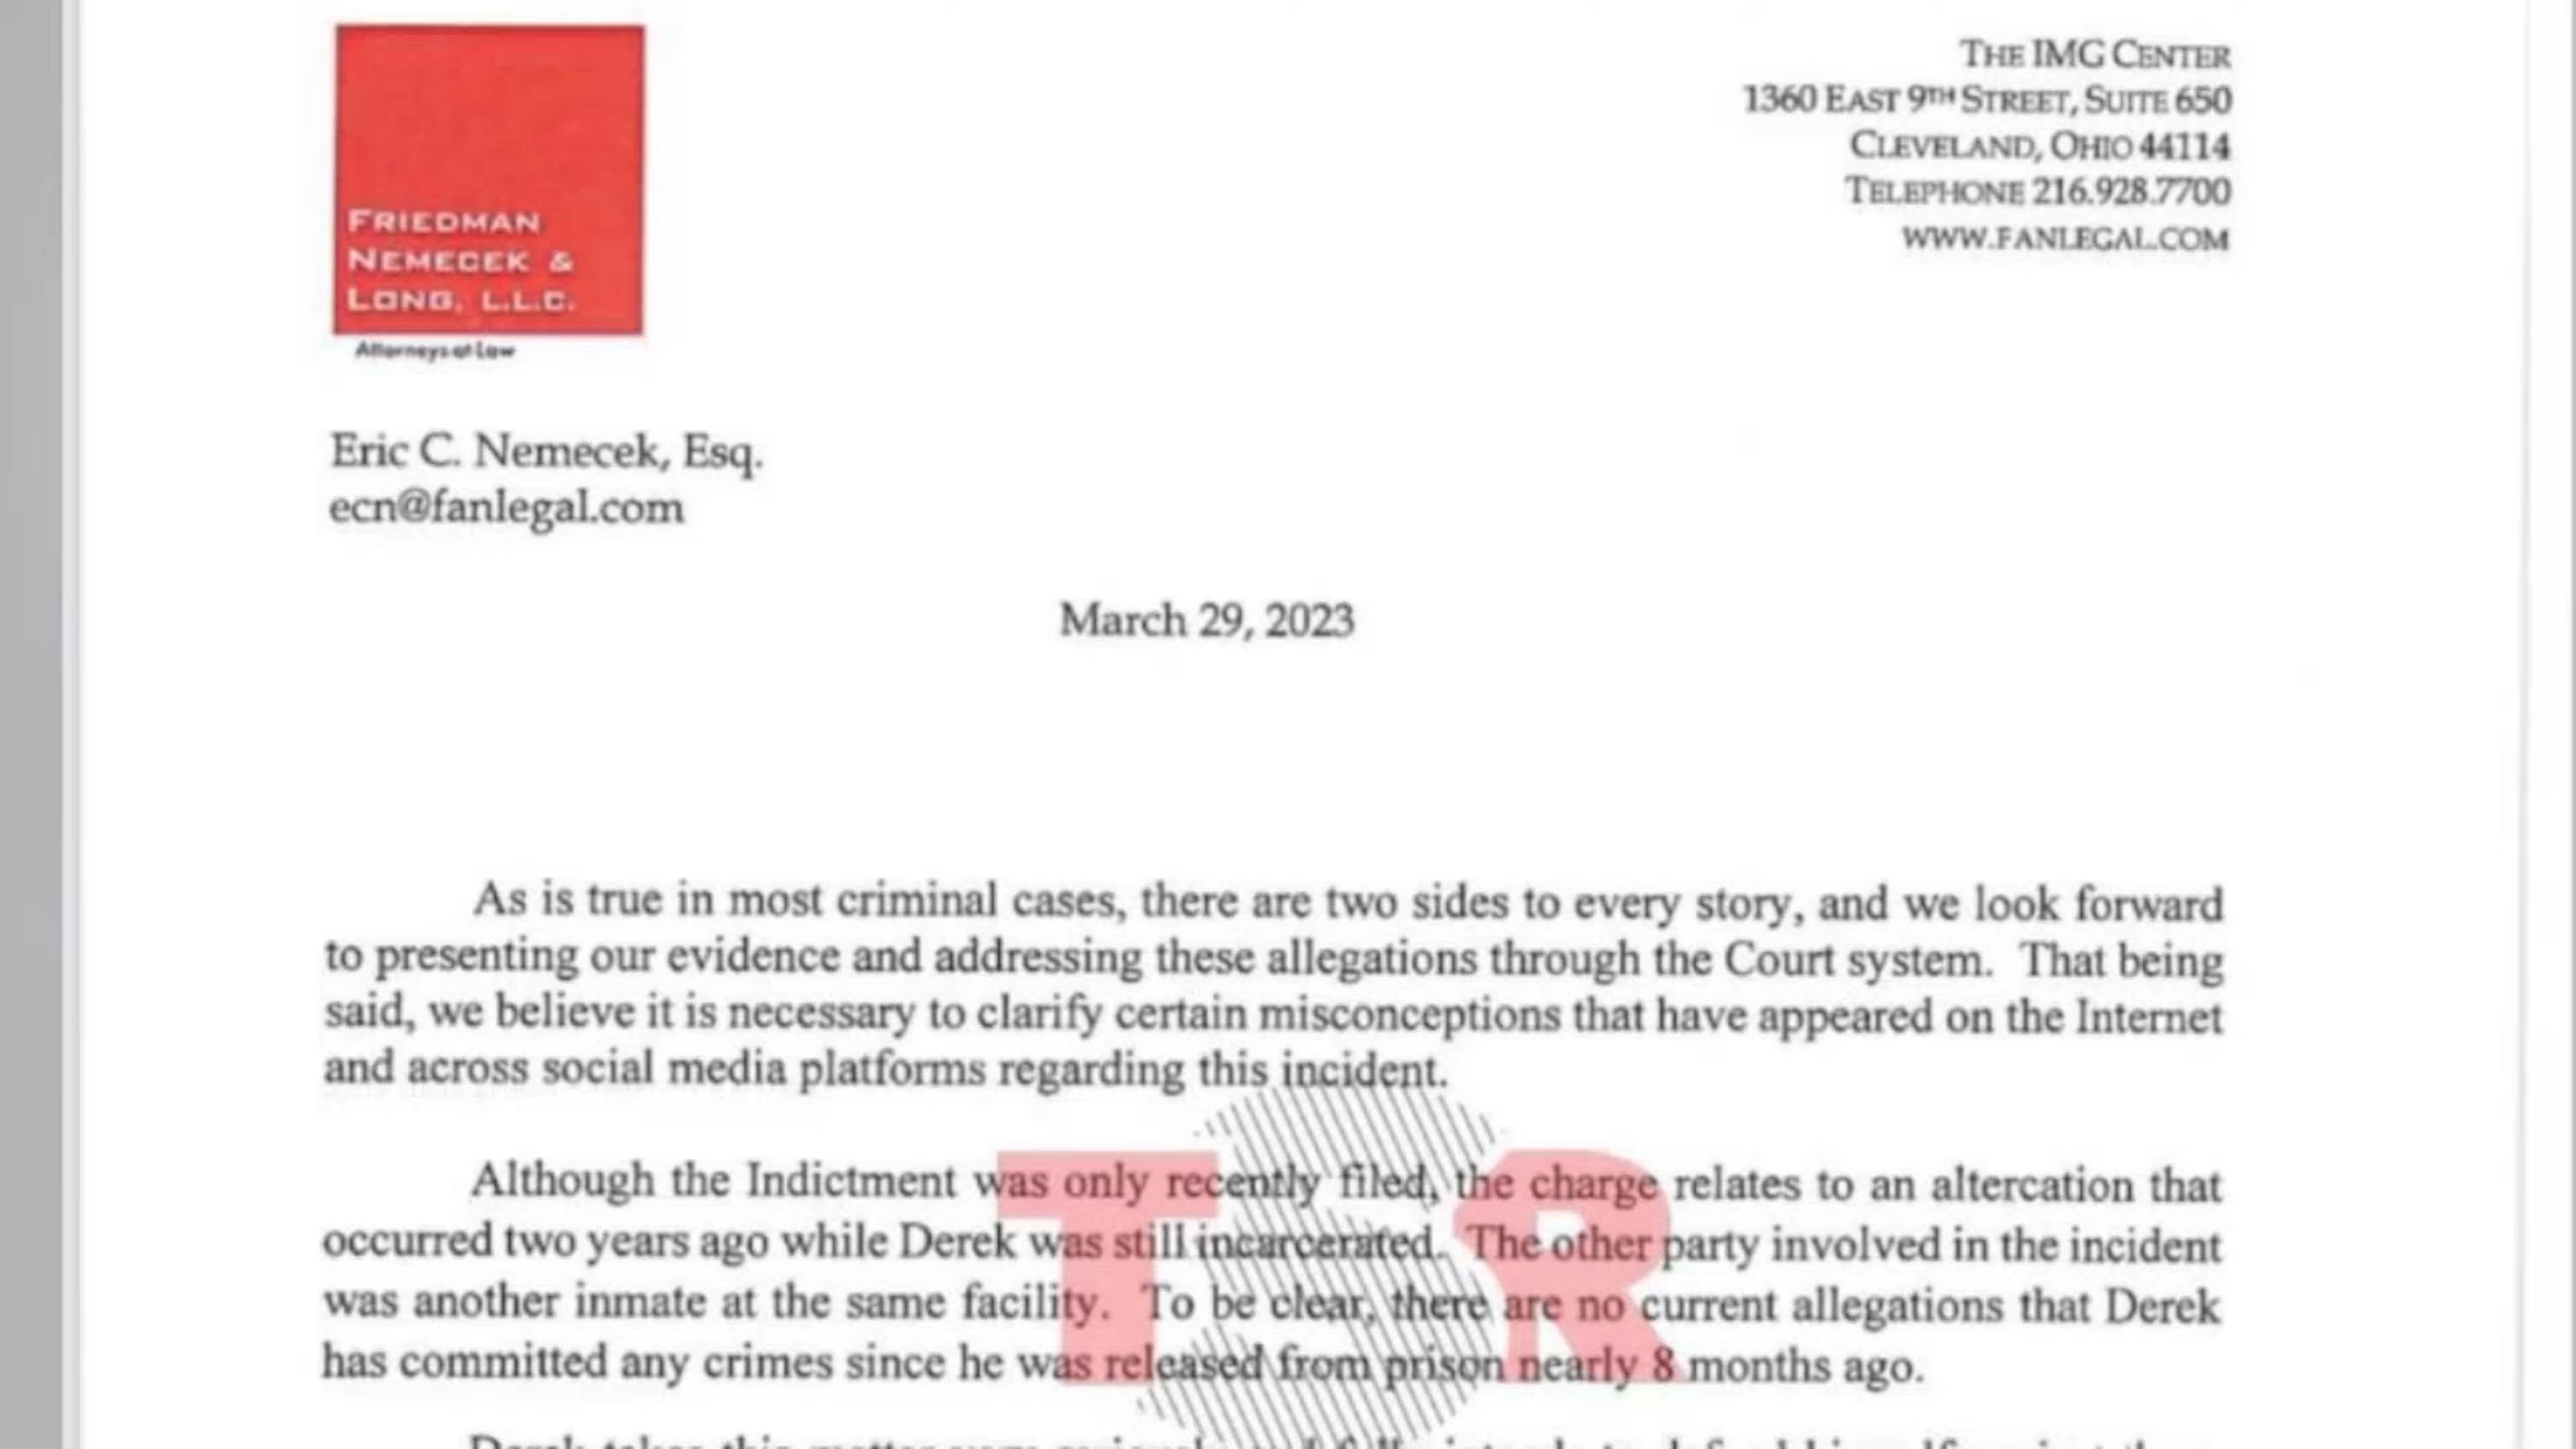 FRIEDMAN
NEMECEK &
LONG, L.L.C.
Attorneys at Law
THE IMG CENTER
1360 EAST 9TH STREET, SUITE 650
CLEVELAND, OHIO 44114
TELEPHONE 216.928.7700
WWW.FANLEGAL.COM
Eric C. Nemecek, Esq.
ecn@fanlegal.com
March 29, 2023
As is true in most criminal cases, there are two sides to every story, and we look forward
to presenting our evidence and addressing these allegations through the Court system. That being
said, we believe it is necessary to clarify certain misconceptions that have appeared on the Internet
and across social media platforms regarding this incident.
Although the Indictment was only recently filed, the charge relates to an altercation that
occurred two years ago while Derek was still incarcerated. The other party involved in the incident
was another inmate at the same facility. To be clear, there are no current allegations that Derek
has committed any crimes since he was released from prison nearly 8 months ago.
T R